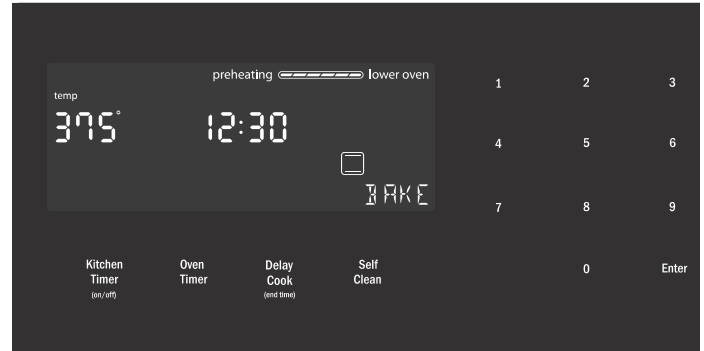 preheating lower oven
temp
375° 12:30
BAKE
1 2 3
4 5 6
7 8 9
0 Enter
Kitchen Timer (on/off)
Oven Timer
Delay Cook (end time)
Self Clean